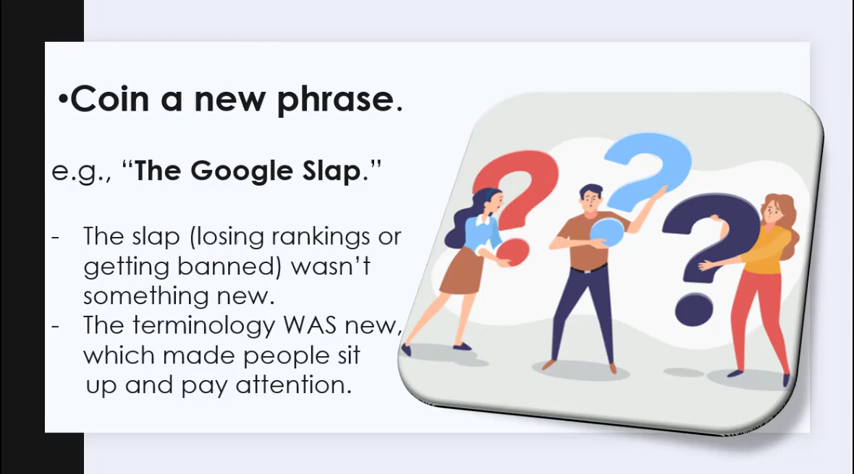 •Coin a new phrase.
e.g., “The Google Slap.”
- The slap (losing rankings or
getting banned) wasn’t
something new.
- The terminology WAS new,
which made people sit
up and pay attention.